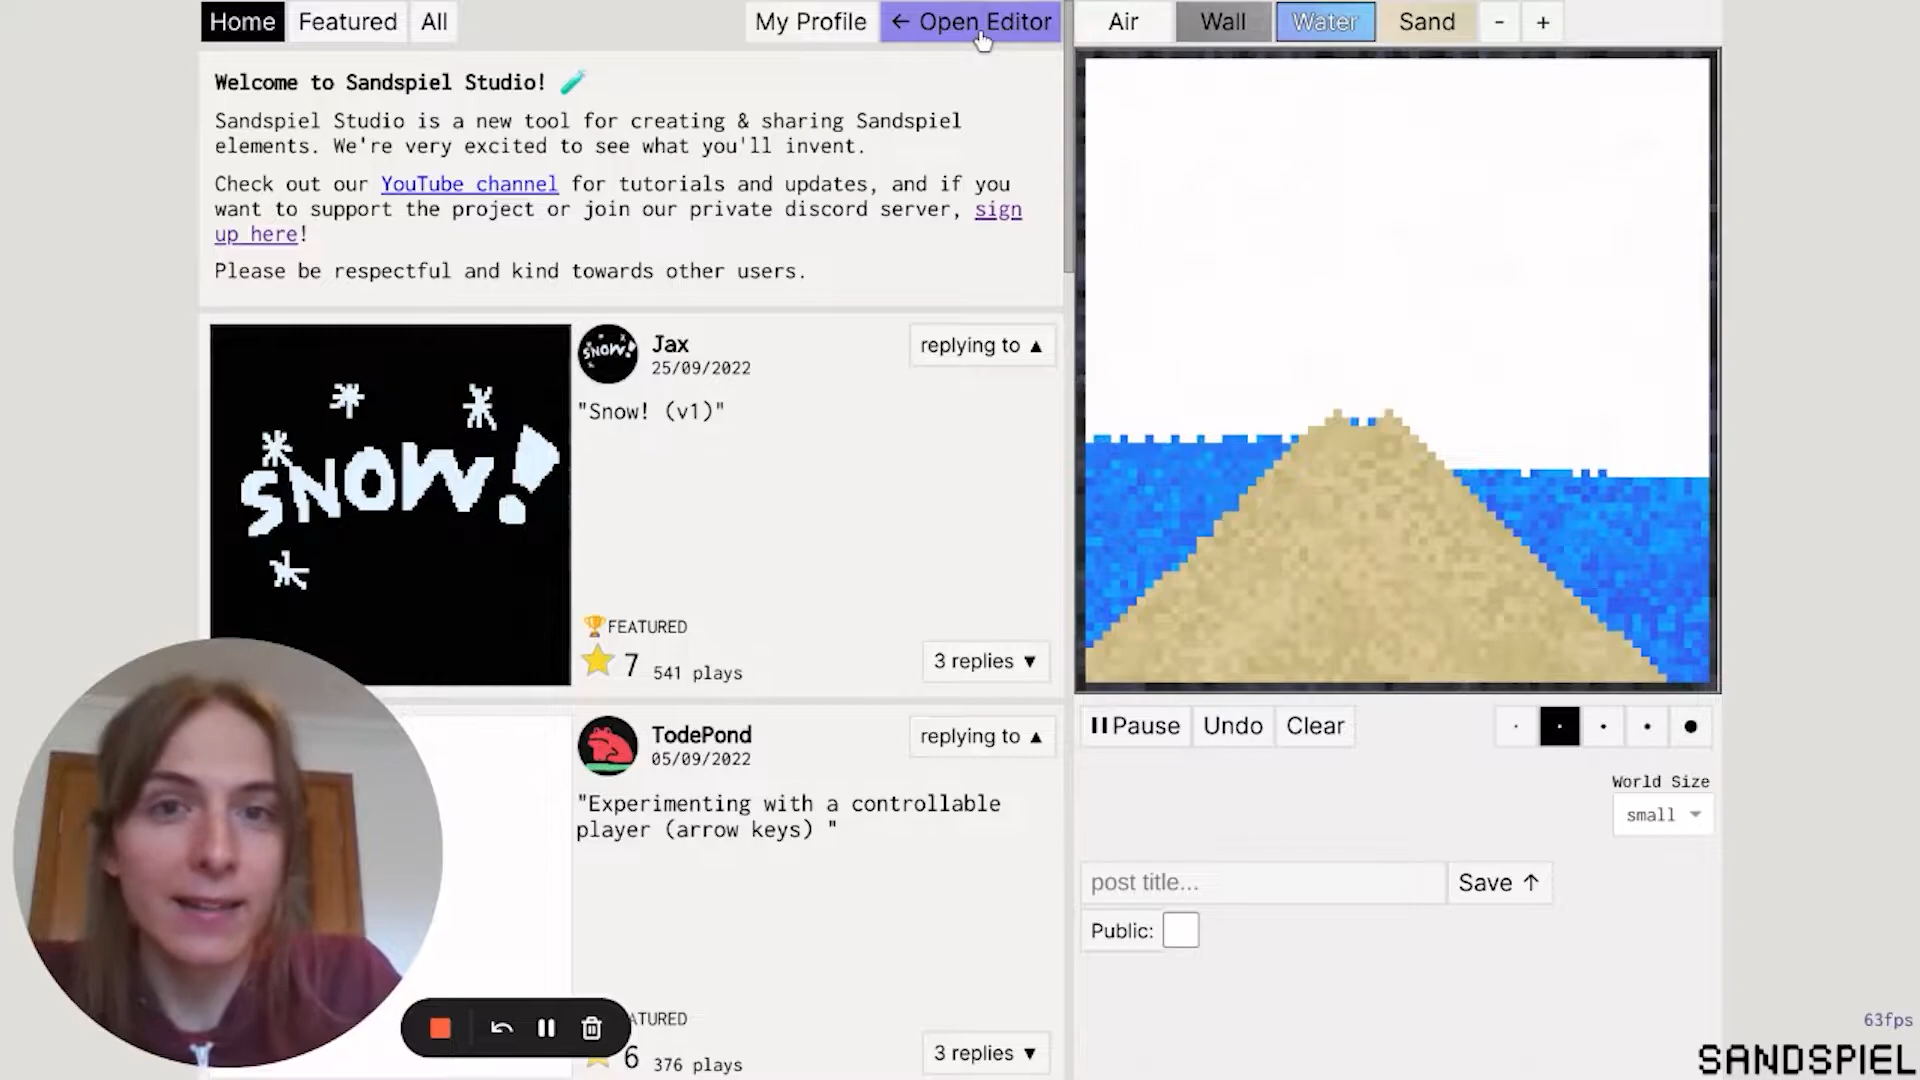 Home Featured All My Profile ← Open Editor
Air Wall Water Sand - +
Welcome to Sandspiel Studio! 🧪
Sandspiel Studio is a new tool for creating & sharing Sandspiel
elements. We're very excited to see what you'll invent.
Check out our YouTube channel for tutorials and updates, and if you
want to support the project or join our private discord server, sign
up here!
Please be respectful and kind towards other users.
SNOW!
SNOW!
Jax
25/09/2022
replying to ▲
"Snow! (v1)"
🏆FEATURED
7 541 plays
3 replies ▼
TodePond
05/09/2022
replying to ▲
"Experimenting with a controllable
player (arrow keys) "
ATURED
6 376 plays
3 replies ▼
Pause Undo Clear
World Size
small
post title... Save ↑
Public:
63fps
SANDSPIEL